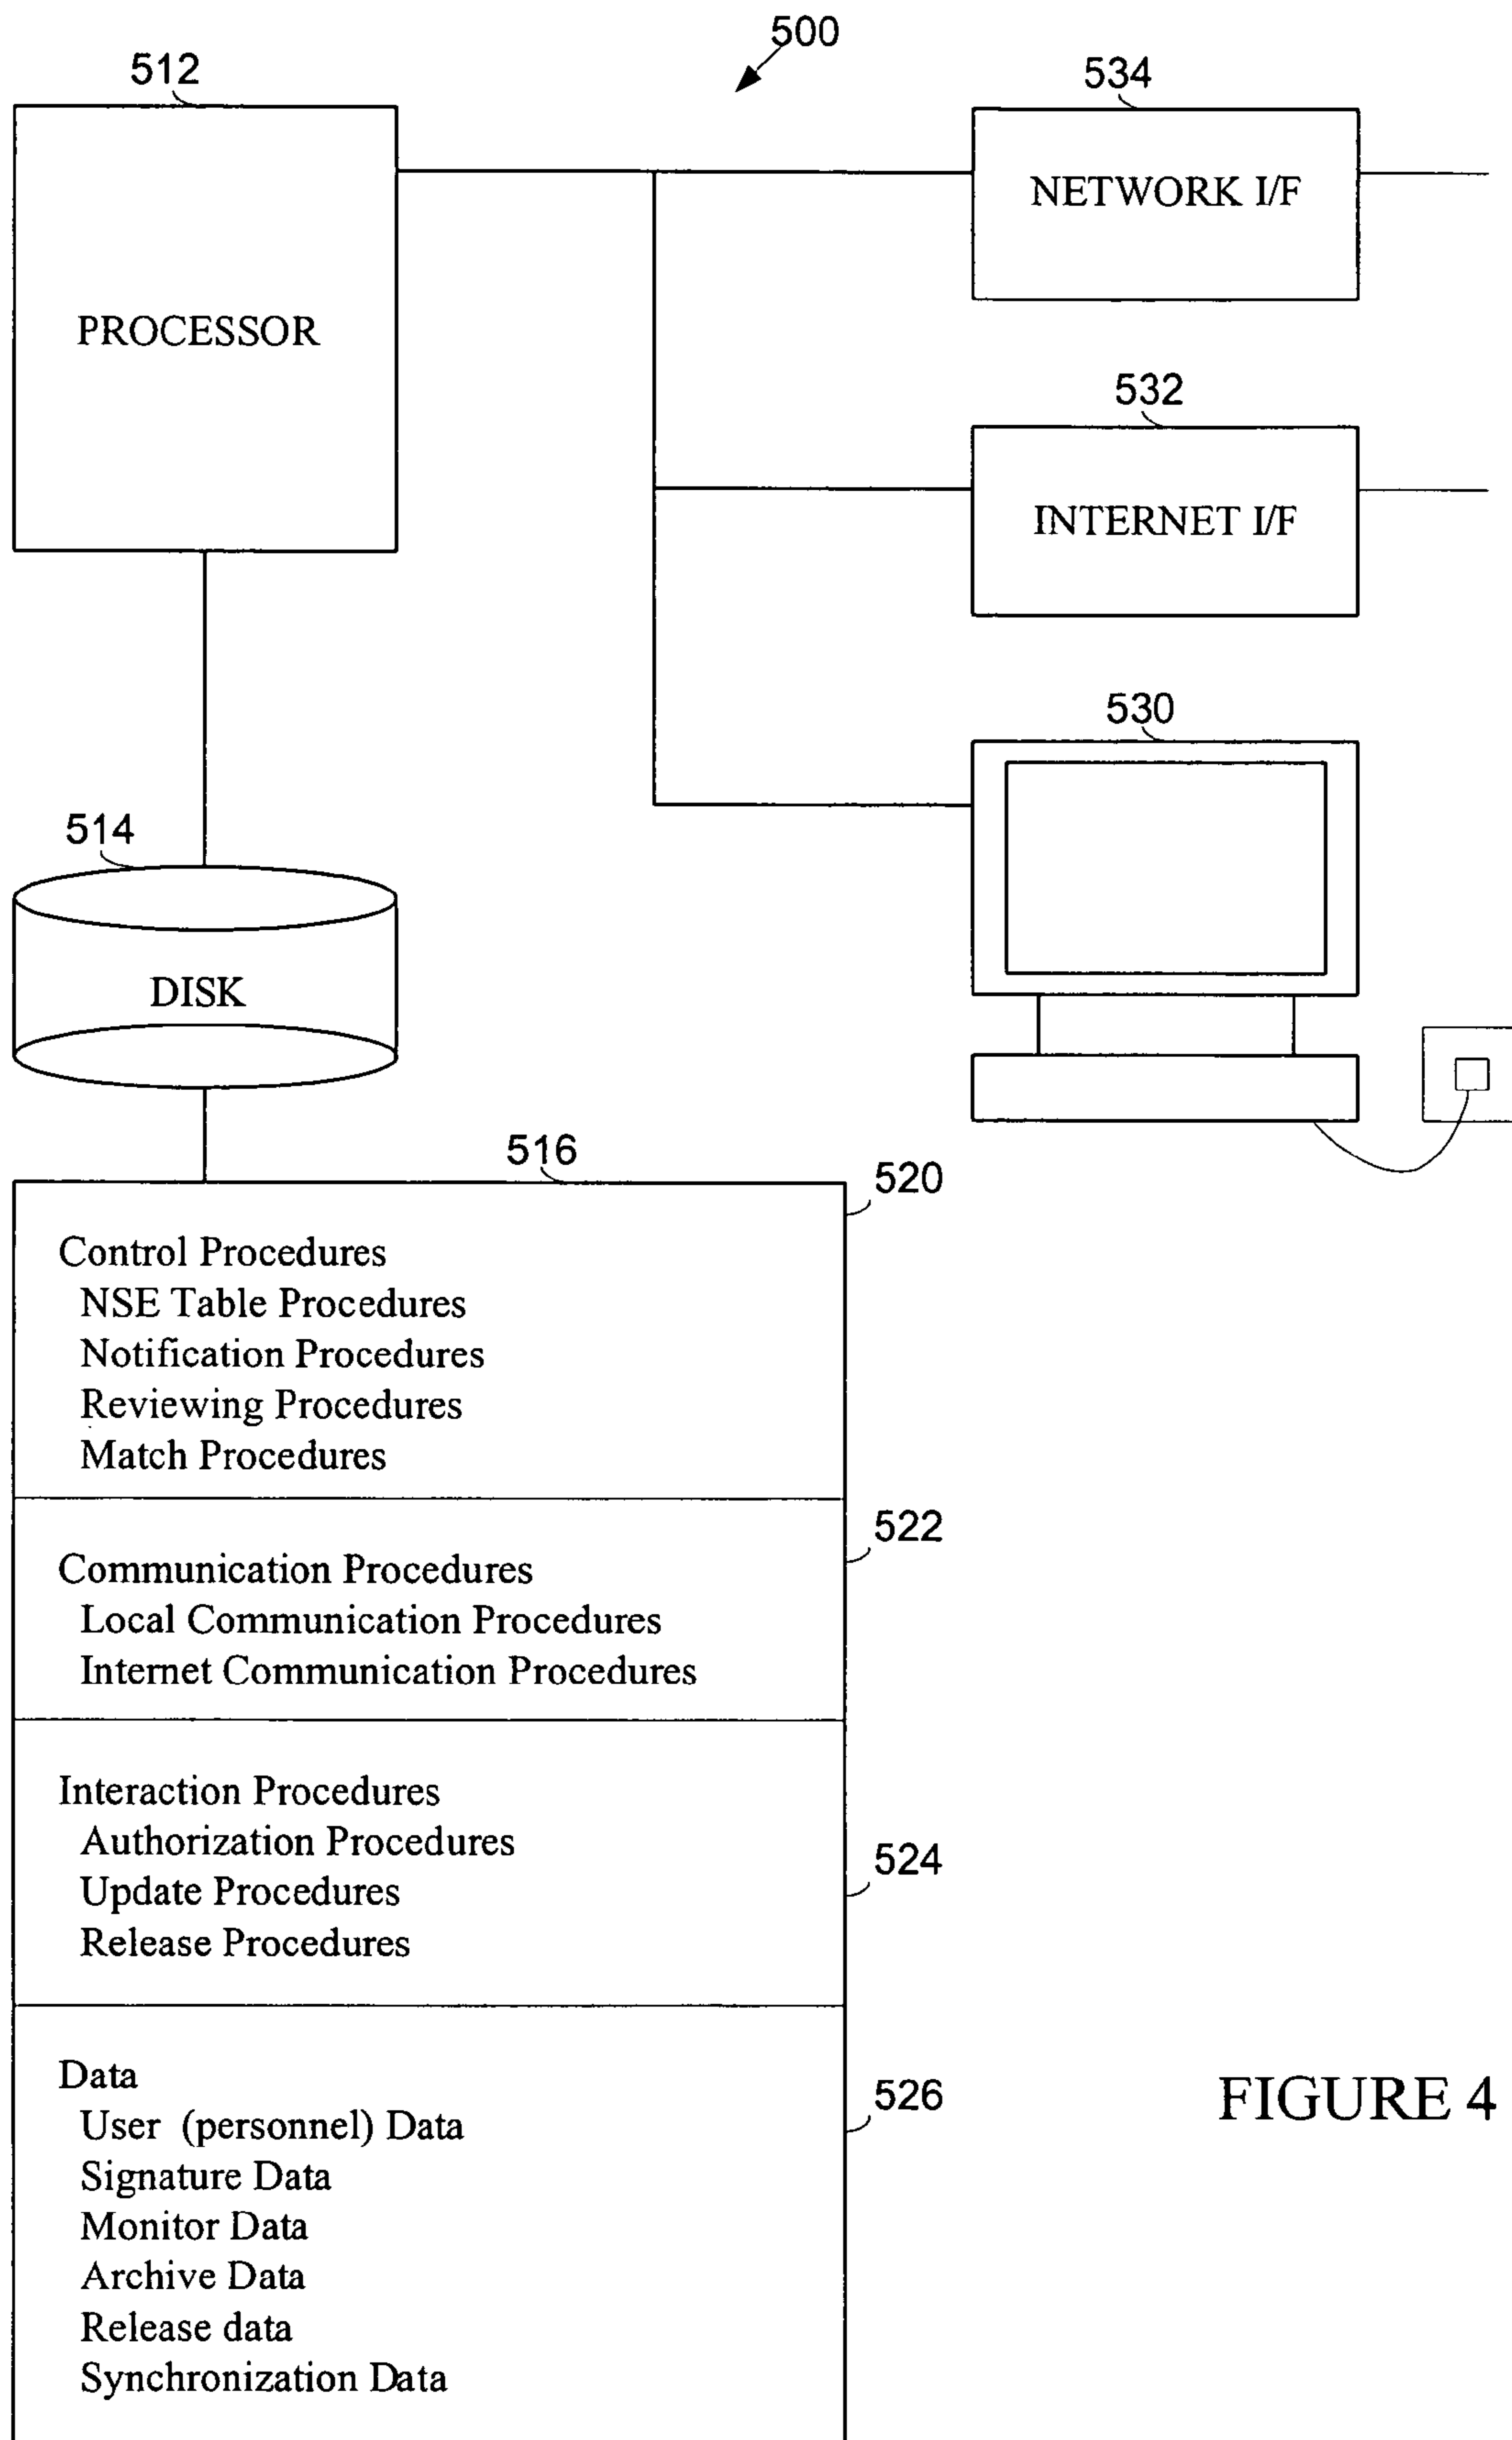 500
512
534
NETWORK I/F
PROCESSOR
532
INTERNET I/F
530
514
DISK
516
520
Control Procedures
NSE Table Procedures
Notification Procedures
Reviewing Procedures
Match Procedures
522
Communication Procedures
Local Communication Procedures
Internet Communication Procedures
Interaction Procedures
Authorization Procedures
524
Update Procedures
Release Procedures
Data
526
User (personnel) Data
Signature Data
Monitor Data
Archive Data
Release data
Synchronization Data
FIGURE 4